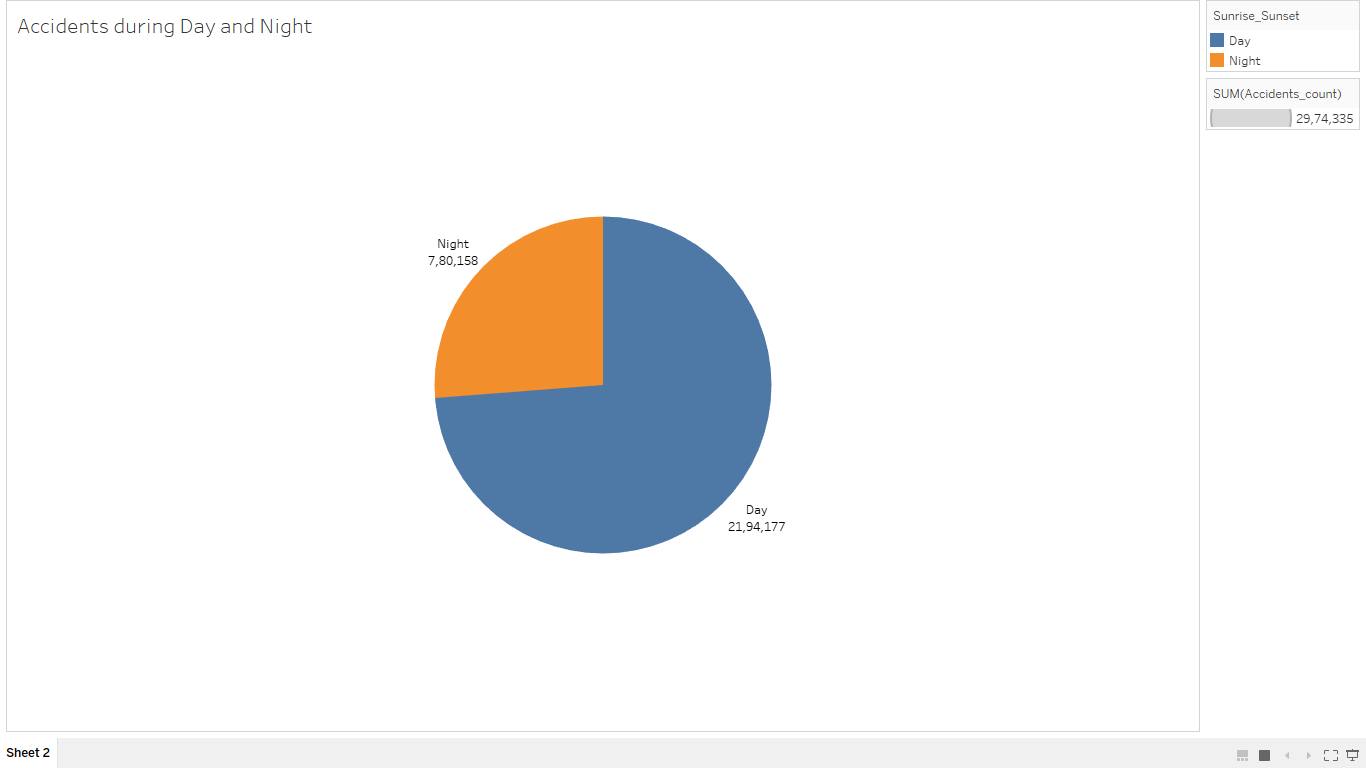 Accidents during Day and Night
Sunrise_Sunset
Day
Night
SUM(Accidents_count)
29,74,335
Night
7,80,158
Day
21,94,177
Sheet 2